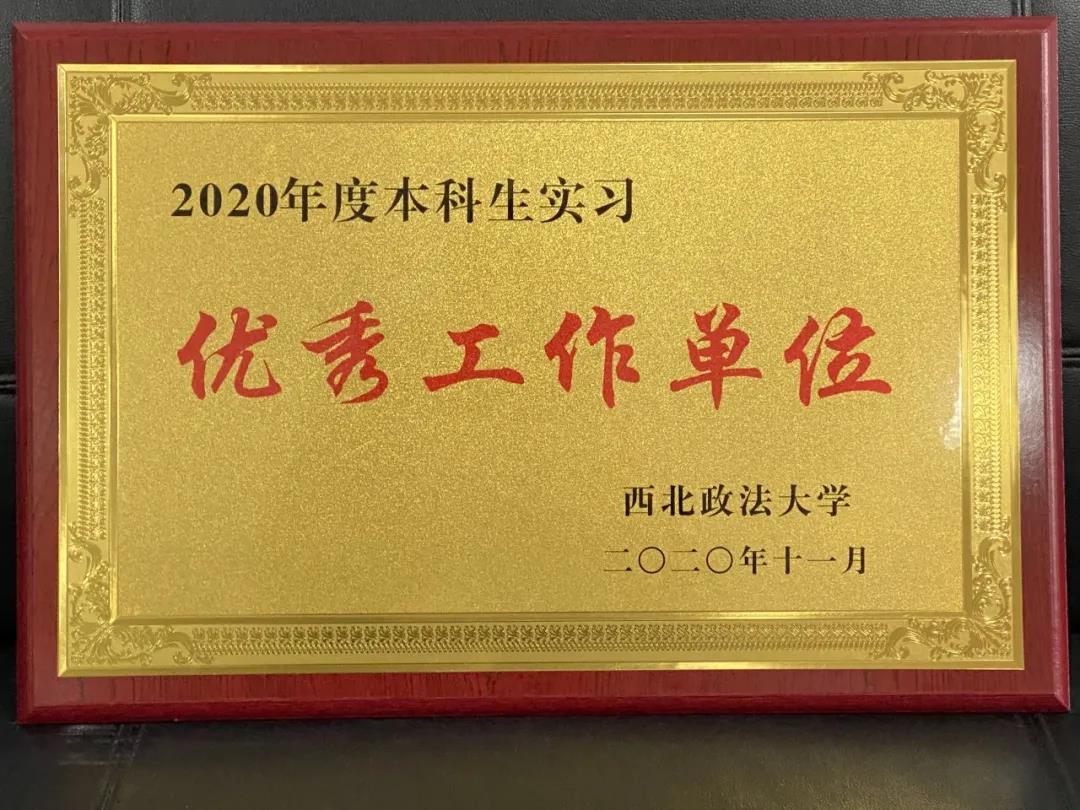 2020年度本科生实习
优秀工作单位
西北政法大学
二〇二〇年十一月